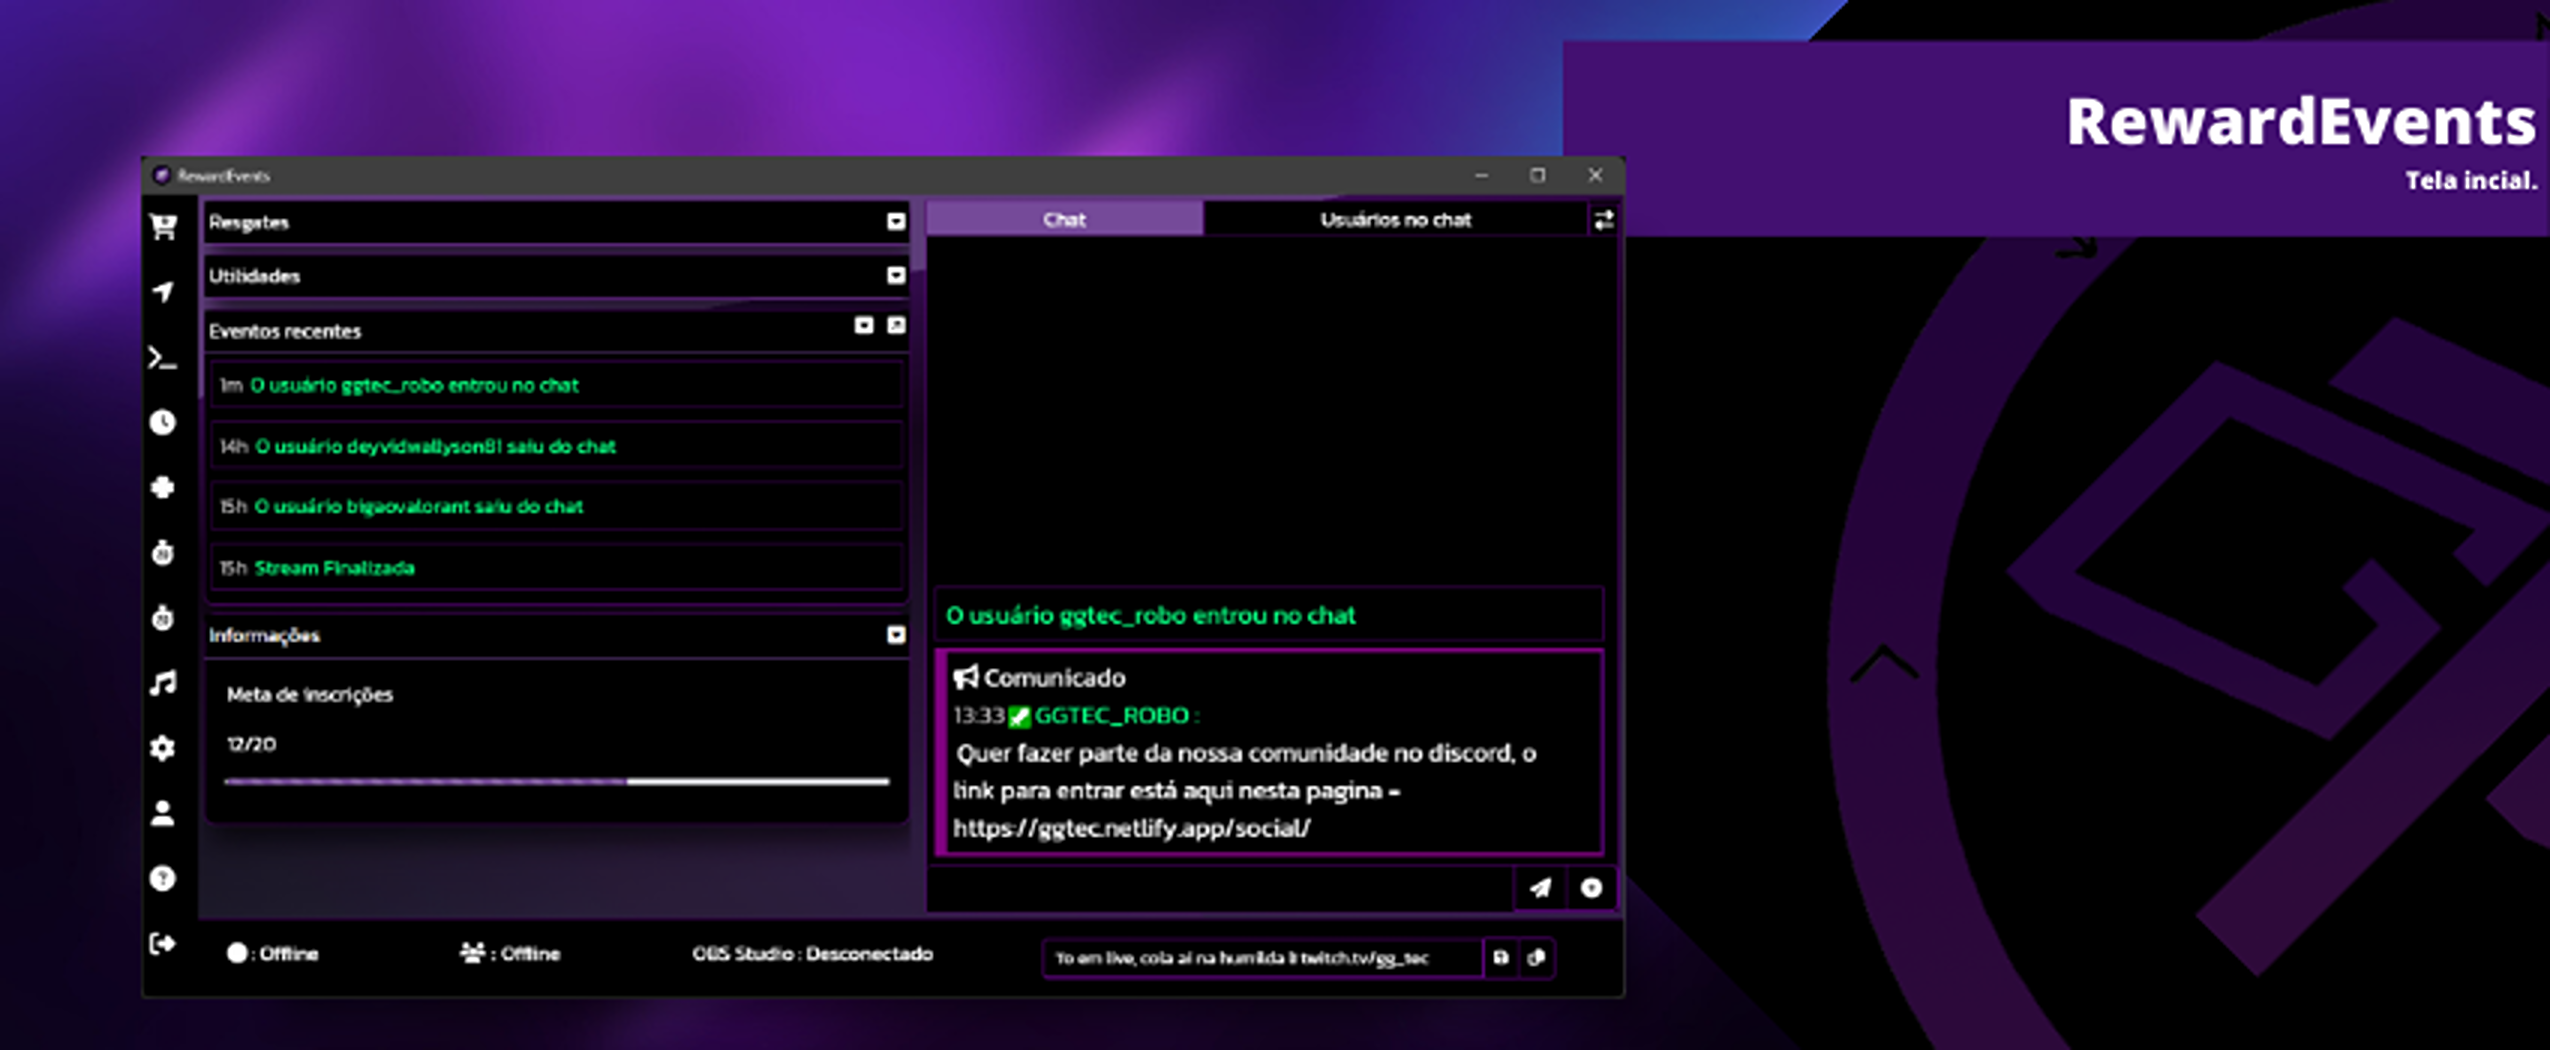 RewardEvents
Tela incial.
RewardEvents
Resgates
Utilidades
Eventos recentes
1m O usuário ggtec_robo entrou no chat
14h O usuário deyvidwallyson81 saiu do chat
15h O usuário bigaovalorant saiu do chat
15h Stream Finalizada
Informações
Meta de inscrições
12/20
Chat
Usuários no chat
O usuário ggtec_robo entrou no chat
Comunicado
13:33 GGTEC_ROBO :
Quer fazer parte da nossa comunidade no discord, o
link para entrar está aqui nesta pagina -
https://ggtec.netlify.app/social/
: Offline
: Offline
OBS Studio : Desconectado
To em live, cola ai na humilda twitch.tv/gg_tec